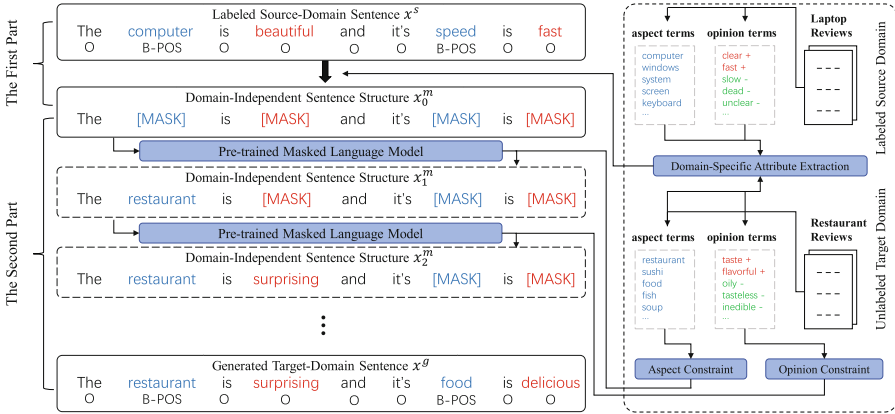 The First Part
Labeled Source-Domain Sentence xˢ
The computer is beautiful and it's speed is fast
O B-POS O O O O B-POS O O
Domain-Independent Sentence Structure x₀ᵐ
The [MASK] is [MASK] and it's [MASK] is [MASK]
The Second Part
Pre-trained Masked Language Model
Domain-Independent Sentence Structure x₁ᵐ
The restaurant is [MASK] and it's [MASK] is [MASK]
Pre-trained Masked Language Model
Domain-Independent Sentence Structure x₂ᵐ
The restaurant is surprising and it's [MASK] is [MASK]
...
Generated Target-Domain Sentence xᵍ
The restaurant is surprising and it's food is delicious
O B-POS O O O O B-POS O O
Labeled Source Domain
Laptop
Reviews
aspect terms
computer
windows
system
screen
keyboard
...
opinion terms
clear +
fast +
slow -
dead -
unclear -
...
Domain-Specific Attribute Extraction
Unlabeled Target Domain
Restaurant
Reviews
aspect terms
restaurant
sushi
food
fish
soup
...
opinion terms
taste +
flavorful +
oily -
tasteless -
inedible -
...
Aspect Constraint
Opinion Constraint